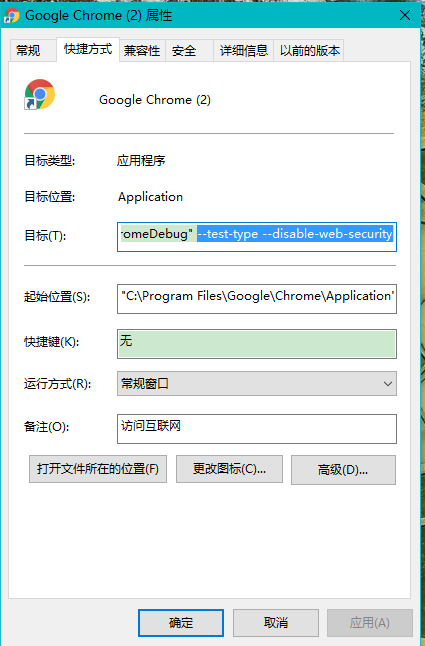 Google Chrome (2) 属性
常规 快捷方式 兼容性 安全 详细信息 以前的版本
Google Chrome (2)
目标类型: 应用程序
目标位置: Application
目标(T): omeDebug" --test-type --disable-web-security
起始位置(S): "C:\Program Files\Google\Chrome\Application"
快捷键(K): 无
运行方式(R): 常规窗口
备注(O): 访问互联网
打开文件所在的位置(F) 更改图标(C)... 高级(D)...
确定 取消 应用(A)